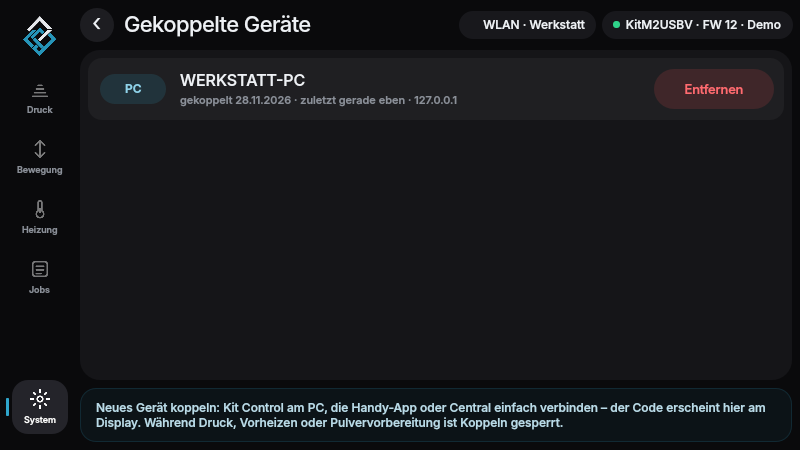 Gekoppelte Geräte
WLAN · Werkstatt
KitM2USBV · FW 12 · Demo
Druck
Bewegung
Heizung
Jobs
System
PC
WERKSTATT-PC
gekoppelt 28.11.2026 · zuletzt gerade eben · 127.0.0.1
Entfernen
Neues Gerät koppeln: Kit Control am PC, die Handy-App oder Central einfach verbinden – der Code erscheint hier am
Display. Während Druck, Vorheizen oder Pulvervorbereitung ist Koppeln gesperrt.